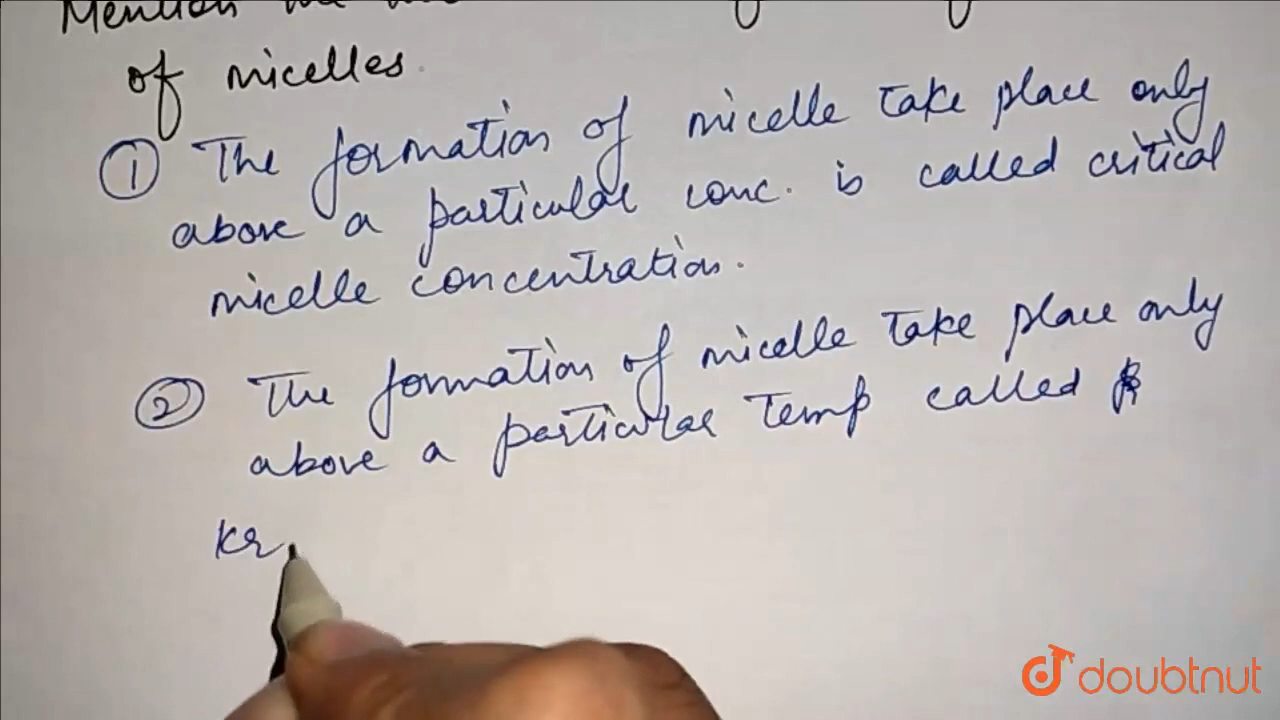 Mention
of micelles.
① The formation of micelle take place only
above a particular conc. is called critical
micelle concentration.
② The formation of micelle take place only
above a particular temp called
Kr
doubtnut